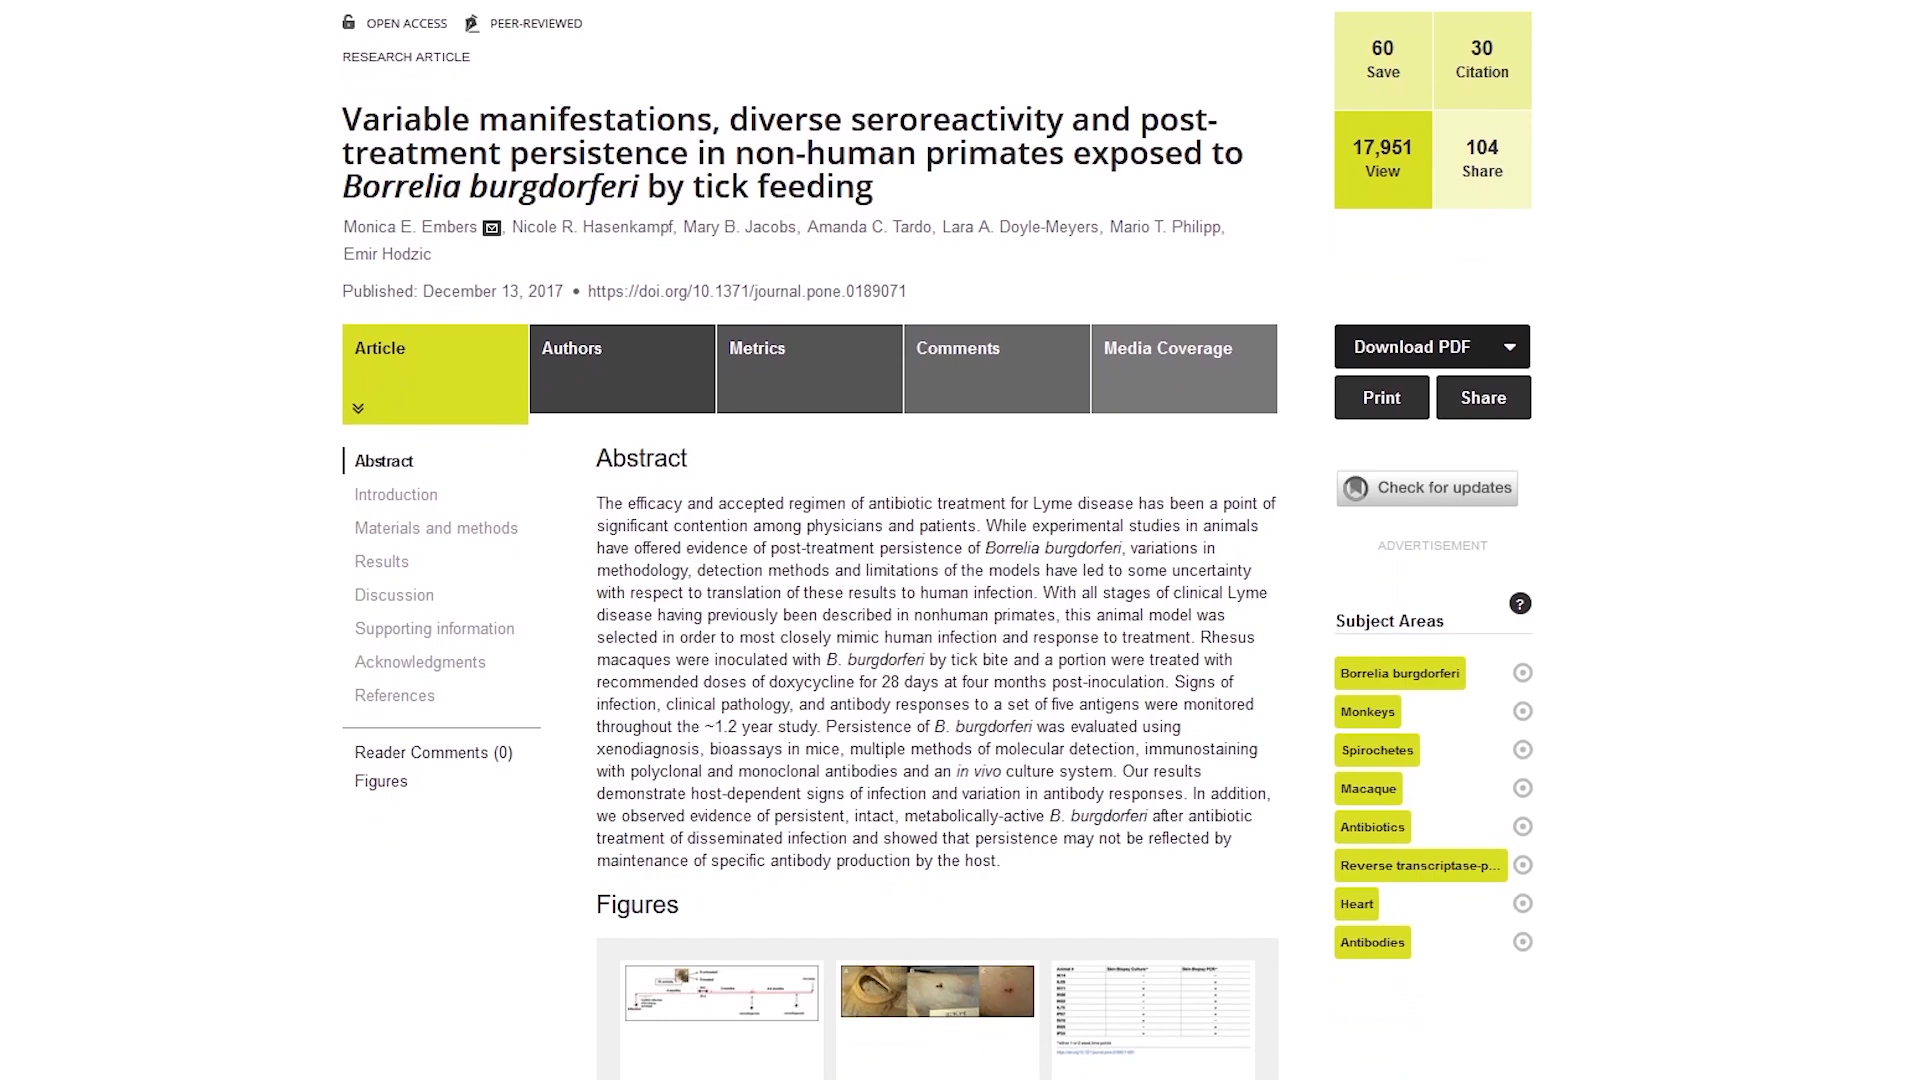 OPEN ACCESS PEER-REVIEWED
RESEARCH ARTICLE
Variable manifestations, diverse seroreactivity and post-
treatment persistence in non-human primates exposed to
Borrelia burgdorferi by tick feeding
Monica E. Embers , Nicole R. Hasenkampf, Mary B. Jacobs, Amanda C. Tardo, Lara A. Doyle-Meyers, Mario T. Philipp,
Emir Hodzic
Published: December 13, 2017 • https://doi.org/10.1371/journal.pone.0189071
60
Save
30
Citation
17,951
View
104
Share
Article
Authors
Metrics
Comments
Media Coverage
Download PDF
Print
Share
Abstract
Introduction
Materials and methods
Results
Discussion
Supporting information
Acknowledgments
References
Reader Comments (0)
Figures
Abstract
The efficacy and accepted regimen of antibiotic treatment for Lyme disease has been a point of
significant contention among physicians and patients. While experimental studies in animals
have offered evidence of post-treatment persistence of Borrelia burgdorferi, variations in
methodology, detection methods and limitations of the models have led to some uncertainty
with respect to translation of these results to human infection. With all stages of clinical Lyme
disease having previously been described in nonhuman primates, this animal model was
selected in order to most closely mimic human infection and response to treatment. Rhesus
macaques were inoculated with B. burgdorferi by tick bite and a portion were treated with
recommended doses of doxycycline for 28 days at four months post-inoculation. Signs of
infection, clinical pathology, and antibody responses to a set of five antigens were monitored
throughout the ~1.2 year study. Persistence of B. burgdorferi was evaluated using
xenodiagnosis, bioassays in mice, multiple methods of molecular detection, immunostaining
with polyclonal and monoclonal antibodies and an in vivo culture system. Our results
demonstrate host-dependent signs of infection and variation in antibody responses. In addition,
we observed evidence of persistent, intact, metabolically-active B. burgdorferi after antibiotic
treatment of disseminated infection and showed that persistence may not be reflected by
maintenance of specific antibody production by the host.
Figures
Check for updates
ADVERTISEMENT
?
Subject Areas
Borrelia burgdorferi
Monkeys
Spirochetes
Macaque
Antibiotics
Reverse transcriptase-p...
Heart
Antibodies